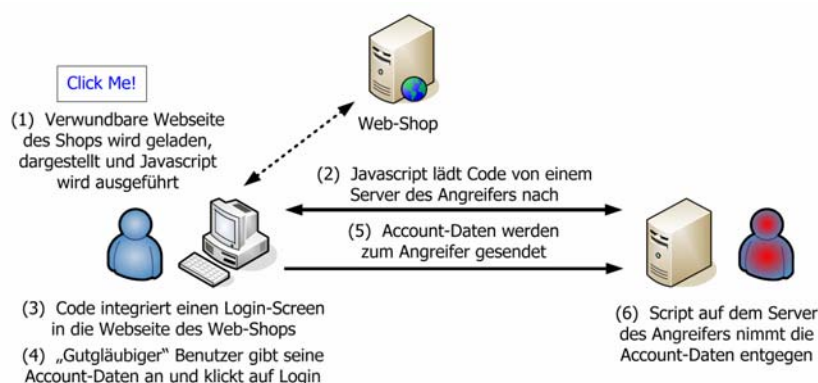 Click Me!
(1) Verwundbare Webseite
des Shops wird geladen,
dargestellt und Javascript
wird ausgeführt
Web-Shop
(2) Javascript lädt Code von einem
Server des Angreifers nach
(5) Account-Daten werden
zum Angreifer gesendet
(3) Code integriert einen Login-Screen
in die Webseite des Web-Shops
(4) „Gutgläubiger" Benutzer gibt seine
Account-Daten an und klickt auf Login
(6) Script auf dem Server
des Angreifers nimmt die
Account-Daten entgegen